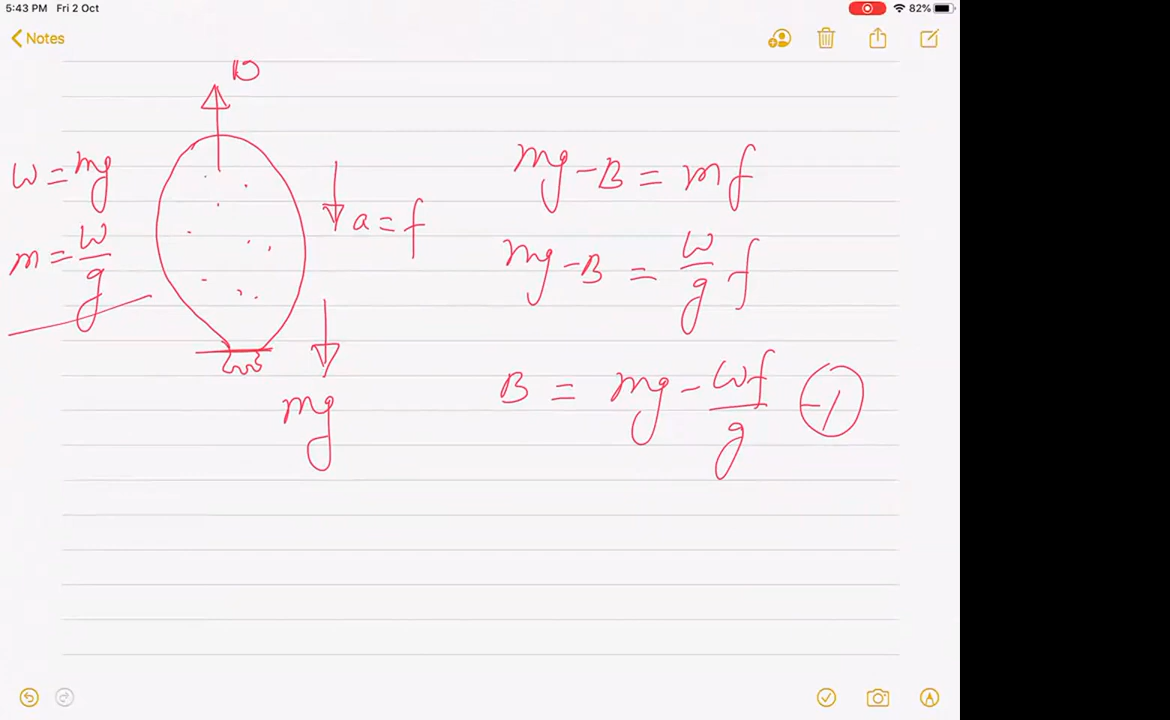 5:43 PM Fri 2 Oct
82%
Notes
B
w = mg
m = w/g
a = f
mg
mg - B = mf
mg - B = w/g f
B = mg - wf/g -1